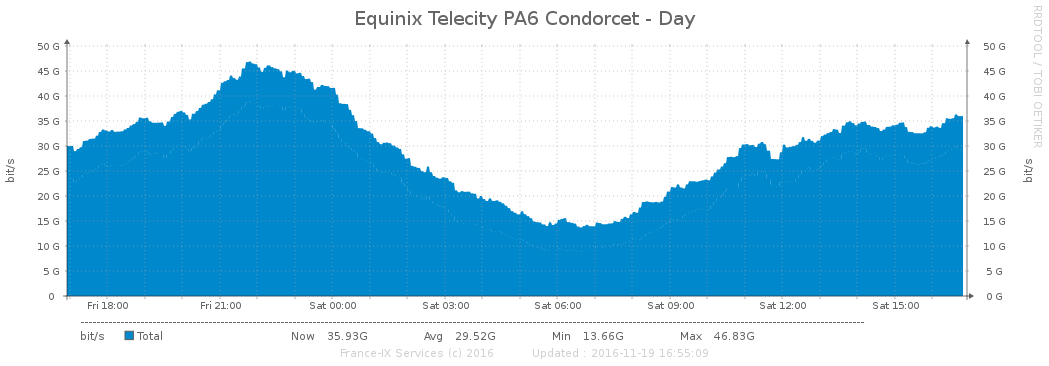 Equinix Telecity PA6 Condorcet - Day
RRDTOOL / TOBI OETIKER
50 G 50 G
45 G 45 G
40 G 40 G
35 G 35 G
30 G 30 G
25 G 25 G
20 G 20 G
15 G 15 G
10 G 10 G
5 G 5 G
0 0 G
bit/s bit/s
Fri 18:00 Fri 21:00 Sat 00:00 Sat 03:00 Sat 06:00 Sat 09:00 Sat 12:00 Sat 15:00
bit/s Total Now 35.93G Avg 29.52G Min 13.66G Max 46.83G
France-IX Services (c) 2016 Updated : 2016-11-19 16:55:09